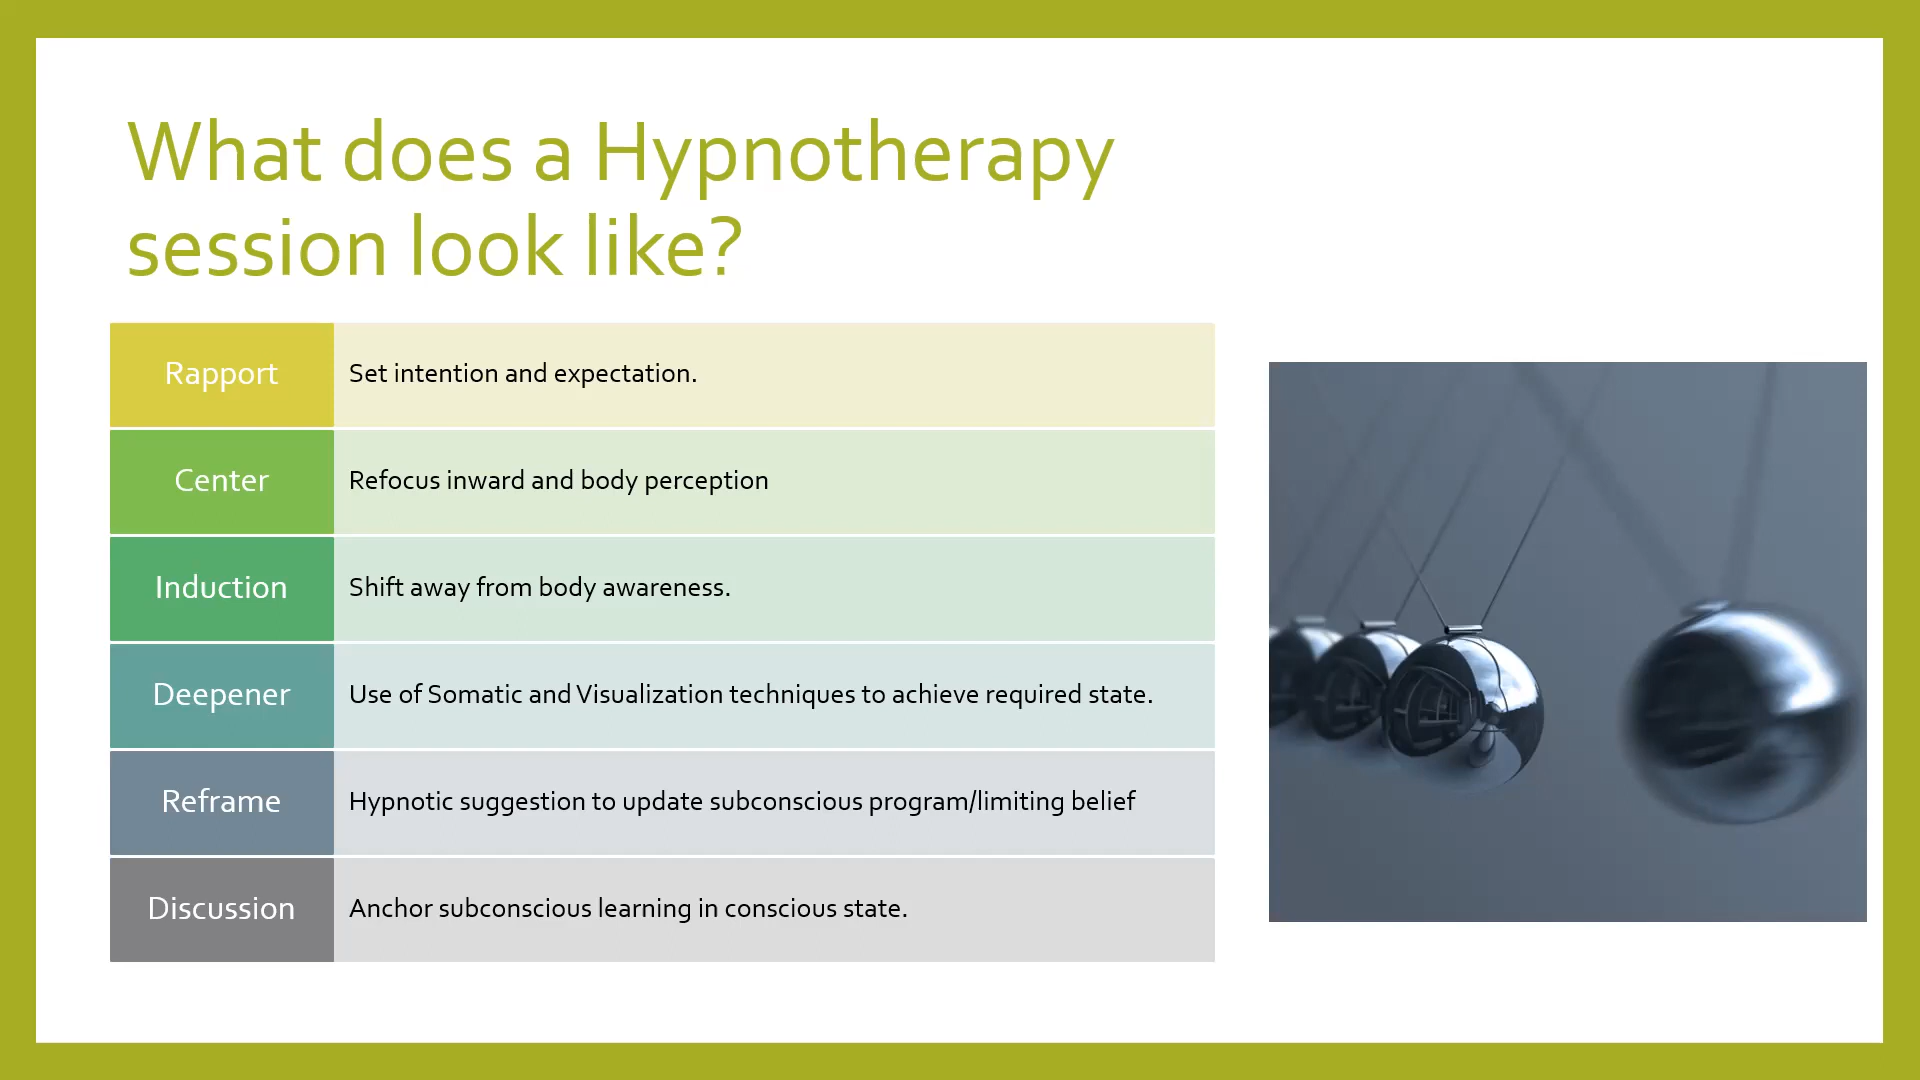 What does a Hypnotherapy
session look like?
Rapport
Set intention and expectation.
Center
Refocus inward and body perception
Induction
Shift away from body awareness.
Deepener
Use of Somatic and Visualization techniques to achieve required state.
Reframe
Hypnotic suggestion to update subconscious program/limiting belief
Discussion
Anchor subconscious learning in conscious state.